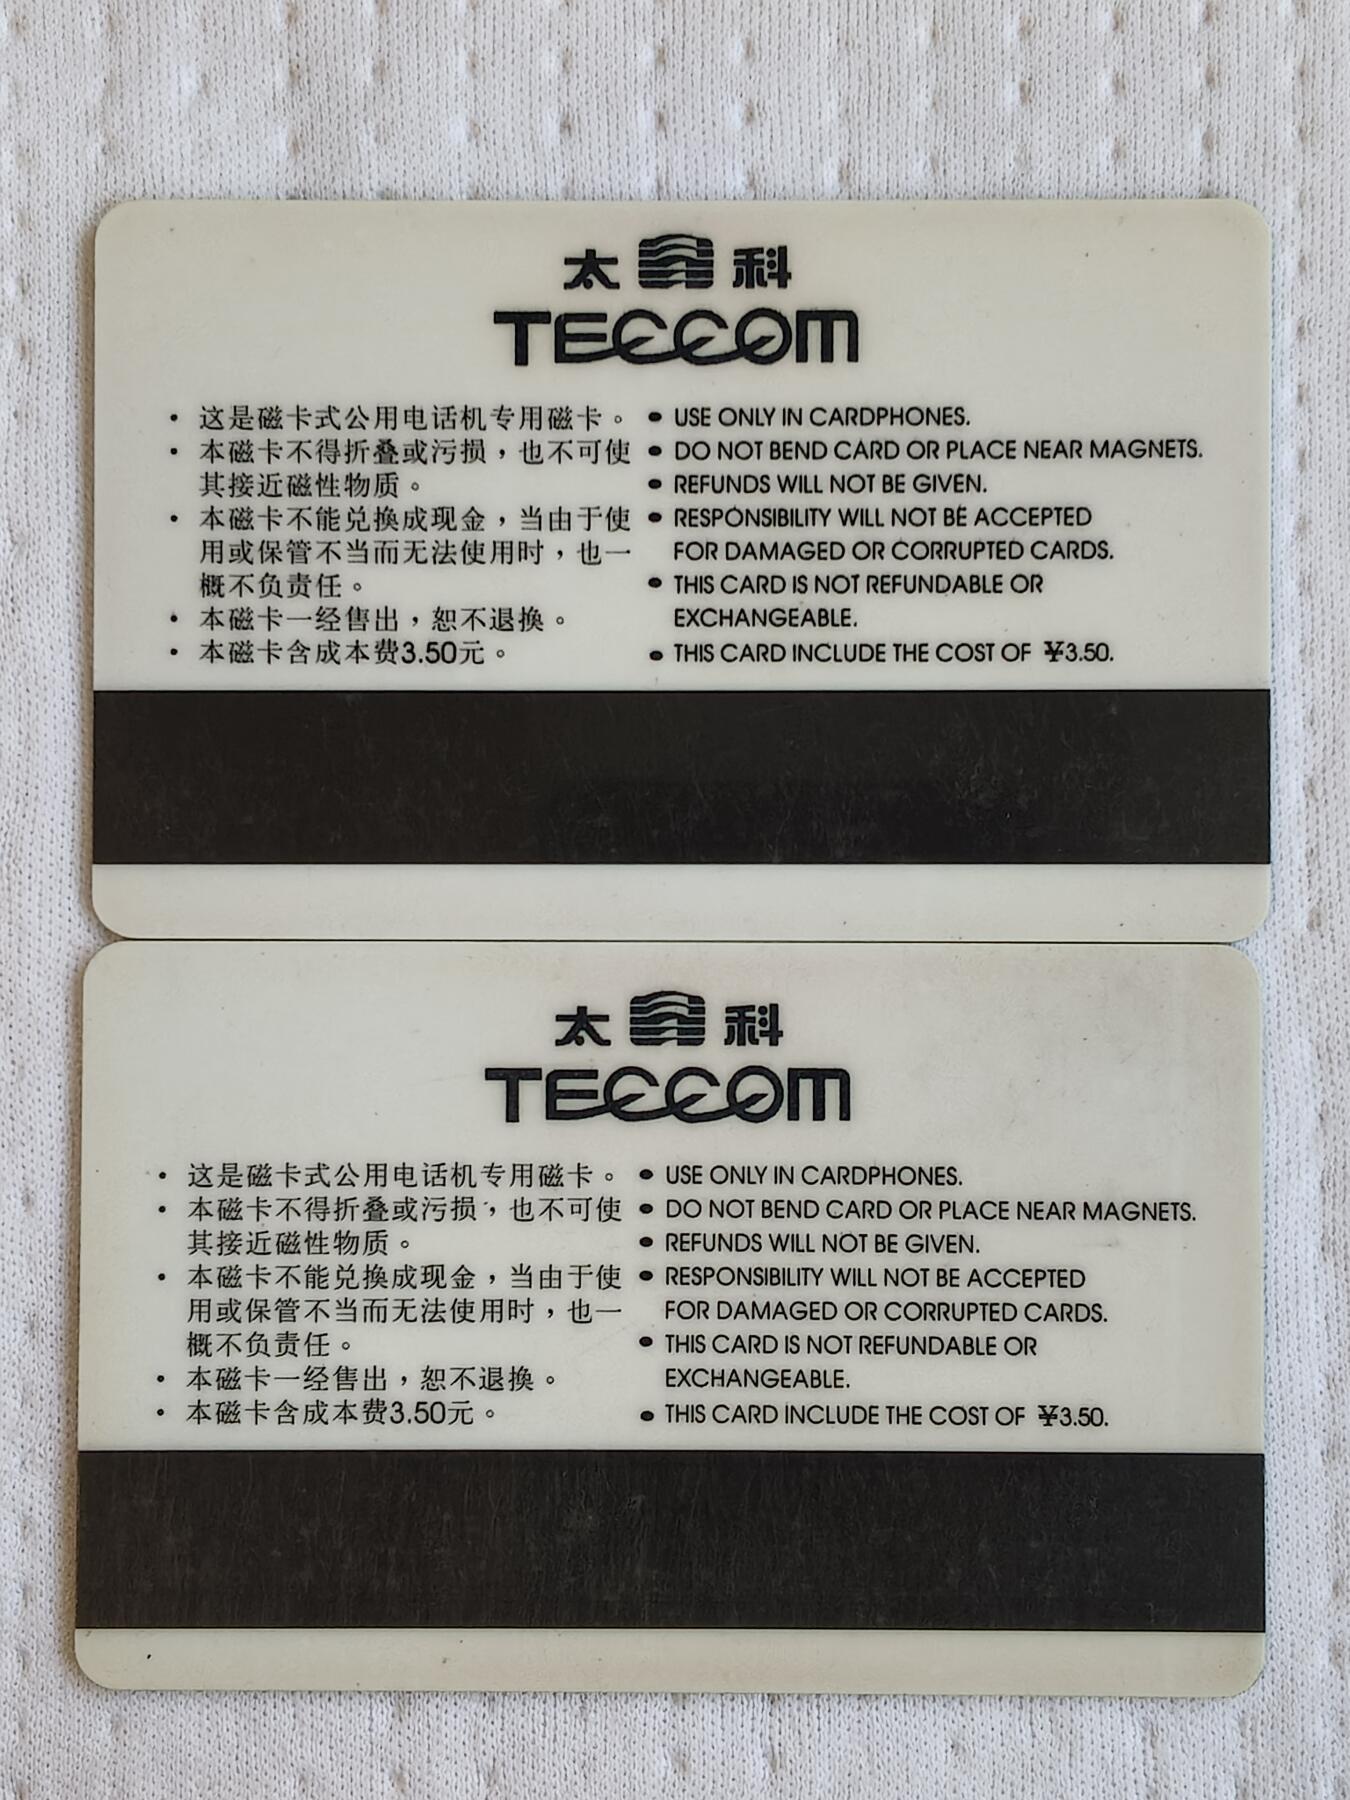 太 科
TECCOM
• 这是磁卡式公用电话机专用磁卡。
• 本磁卡不得折叠或污损，也不可使
其接近磁性物质。
• 本磁卡不能兑换成现金，当由于使
用或保管不当而无法使用时，也一
概不负责任。
• 本磁卡一经售出，恕不退换。
• 本磁卡含成本费3.50元。
• USE ONLY IN CARDPHONES.
• DO NOT BEND CARD OR PLACE NEAR MAGNETS.
• REFUNDS WILL NOT BE GIVEN.
• RESPONSIBILITY WILL NOT BE ACCEPTED
FOR DAMAGED OR CORRUPTED CARDS.
• THIS CARD IS NOT REFUNDABLE OR
EXCHANGEABLE.
• THIS CARD INCLUDE THE COST OF ¥3.50.
太 科
TECCOM
• 这是磁卡式公用电话机专用磁卡。
• 本磁卡不得折叠或污损，也不可使
其接近磁性物质。
• 本磁卡不能兑换成现金，当由于使
用或保管不当而无法使用时，也一
概不负责任。
• 本磁卡一经售出，恕不退换。
• 本磁卡含成本费3.50元。
• USE ONLY IN CARDPHONES.
• DO NOT BEND CARD OR PLACE NEAR MAGNETS.
• REFUNDS WILL NOT BE GIVEN.
• RESPONSIBILITY WILL NOT BE ACCEPTED
FOR DAMAGED OR CORRUPTED CARDS.
• THIS CARD IS NOT REFUNDABLE OR
EXCHANGEABLE.
• THIS CARD INCLUDE THE COST OF ¥3.50.